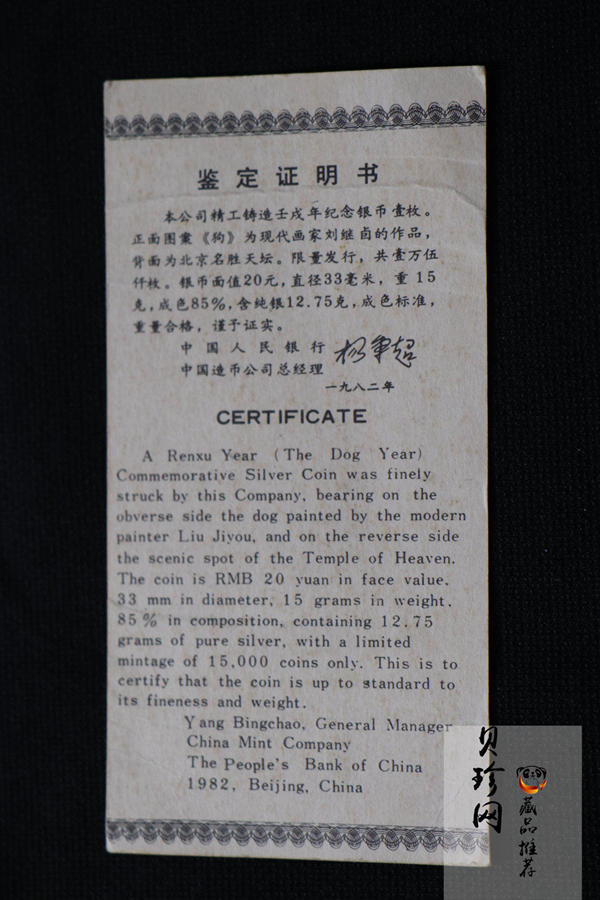 鉴定证明书
本公司精工铸造壬戌年纪念银币壹枚。
正面图案《狗》为现代画家刘继卣的作品，
背面为北京名胜天坛。限量发行，共壹万伍
仟枚。银币面值20元，直径33毫米，重 15
克，成色85%，含纯银12.75克，成色标准，
重量合格，谨予证实。
中国人民银行
中国造币公司总经理
一九八二年
CERTIFICATE
A Renxu Year (The Dog Year)
Commemorative Silver Coin was finely
struck by this Company, bearing on the
obverse side the dog painted by the modern
painter Liu Jiyou, and on the reverse side
the scenic spot of the Temple of Heaven.
The coin is RMB 20 yuan in face value.
33 mm in diameter, 15 grams in weight.
85% in composition, containing 12.75
grams of pure silver, with a limited
mintage of 15,000 coins only. This is to
certify that the coin is up to standard to
its fineness and weight.
Yang Bingchao, General Manager
China Mint Company
The People's Bank of China
1982, Beijing, China
贝珍网
藏品推荐